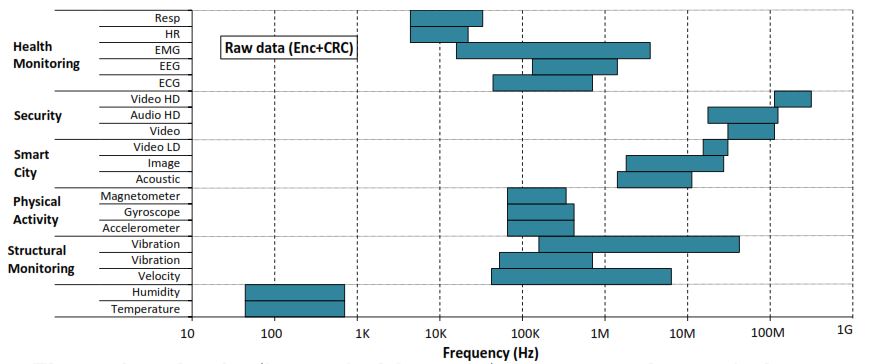 Raw data (Enc+CRC)
Health
Monitoring
Resp
HR
EMG
EEG
ECG
Security
Video HD
Audio HD
Video
Smart
City
Video LD
Image
Acoustic
Physical
Activity
Magnetometer
Gyroscope
Accelerometer
Structural
Monitoring
Vibration
Vibration
Velocity
Humidity
Temperature
10 100 1K 10K 100K 1M 10M 100M 1G
Frequency (Hz)